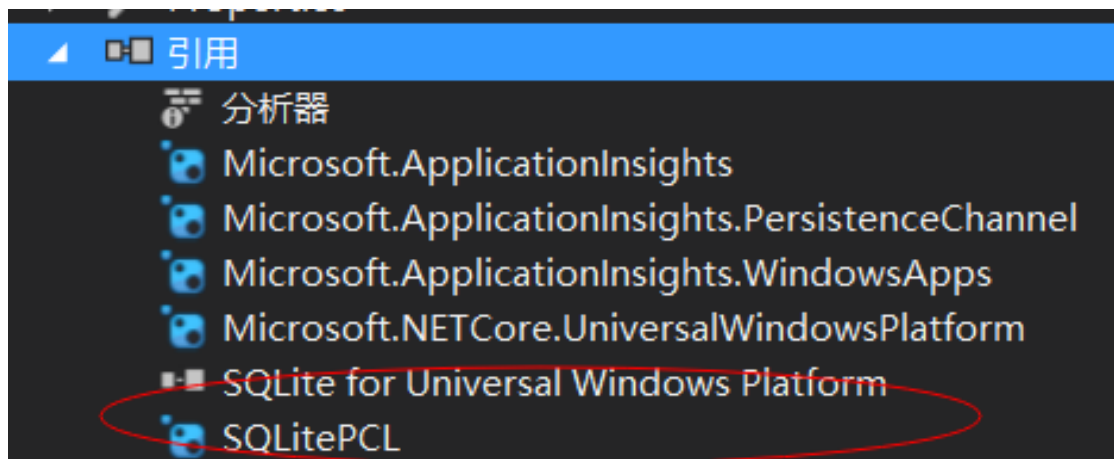 Properties
引用
分析器
Microsoft.ApplicationInsights
Microsoft.ApplicationInsights.PersistenceChannel
Microsoft.ApplicationInsights.WindowsApps
Microsoft.NETCore.UniversalWindowsPlatform
SQLite for Universal Windows Platform
SQLitePCL